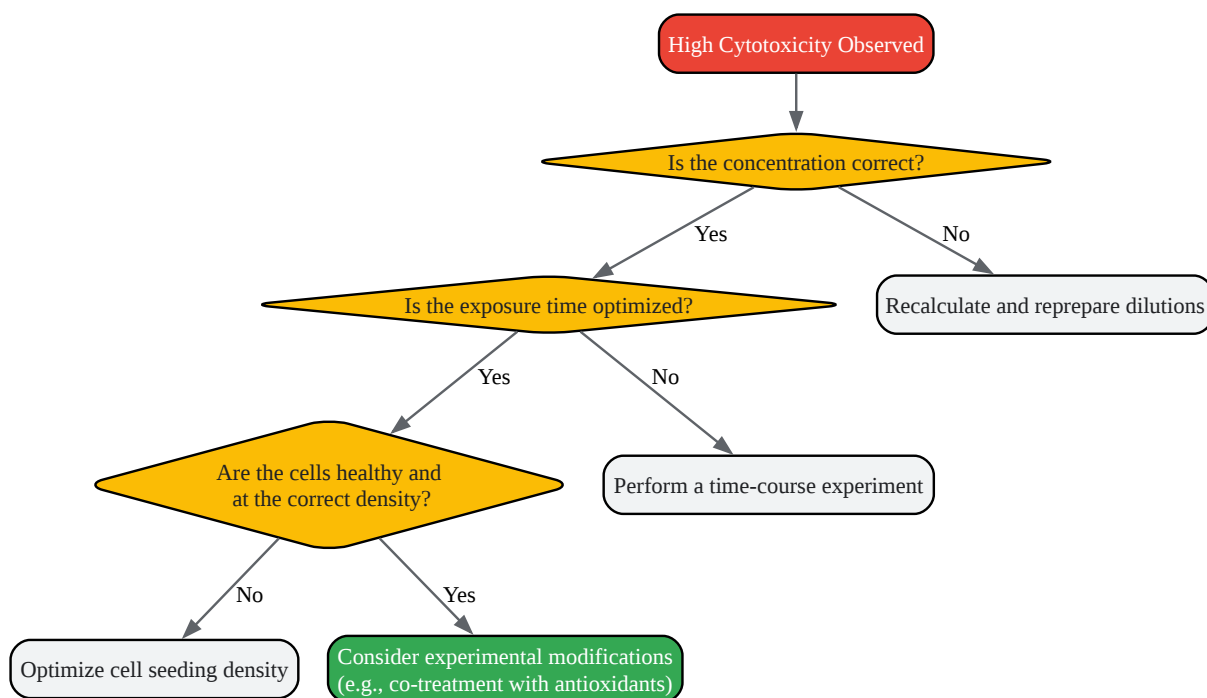 High Cytotoxicity Observed
Is the concentration correct?
Yes
No
Is the exposure time optimized?
Recalculate and reprepare dilutions
Yes
No
Are the cells healthy and
at the correct density?
Perform a time-course experiment
No
Yes
Optimize cell seeding density
Consider experimental modifications
(e.g., co-treatment with antioxidants)